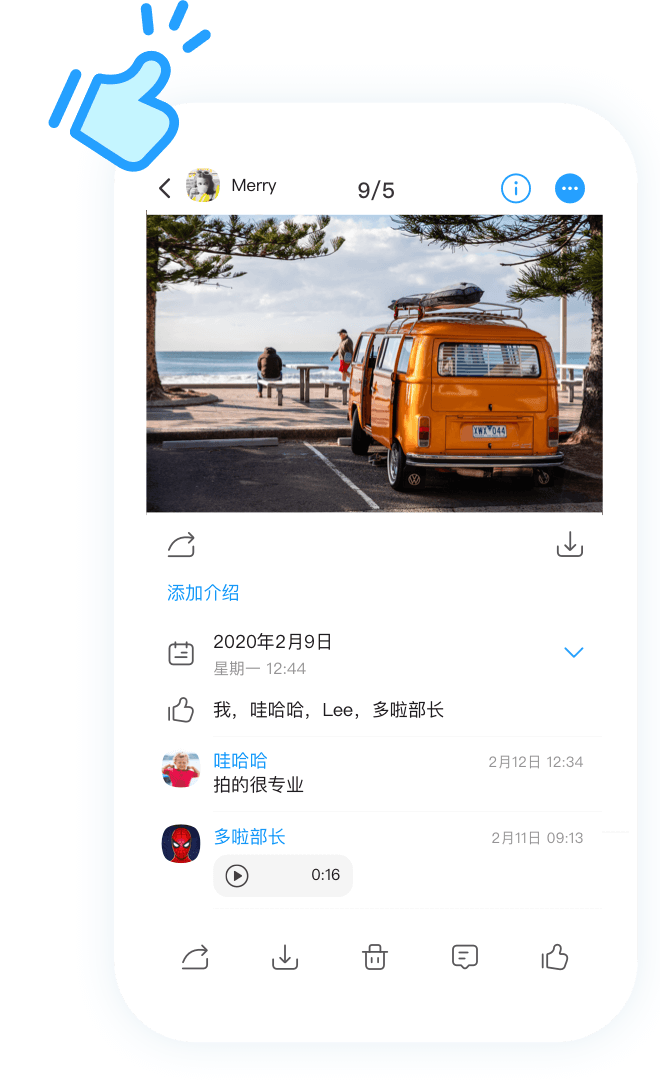 Merry
9/5
XWX 044
添加介绍
2020年2月9日
星期一 12:44
我，哇哈哈，Lee，多啦部长
哇哈哈
2月12日 12:34
拍的很专业
多啦部长
2月11日 09:13
0:16